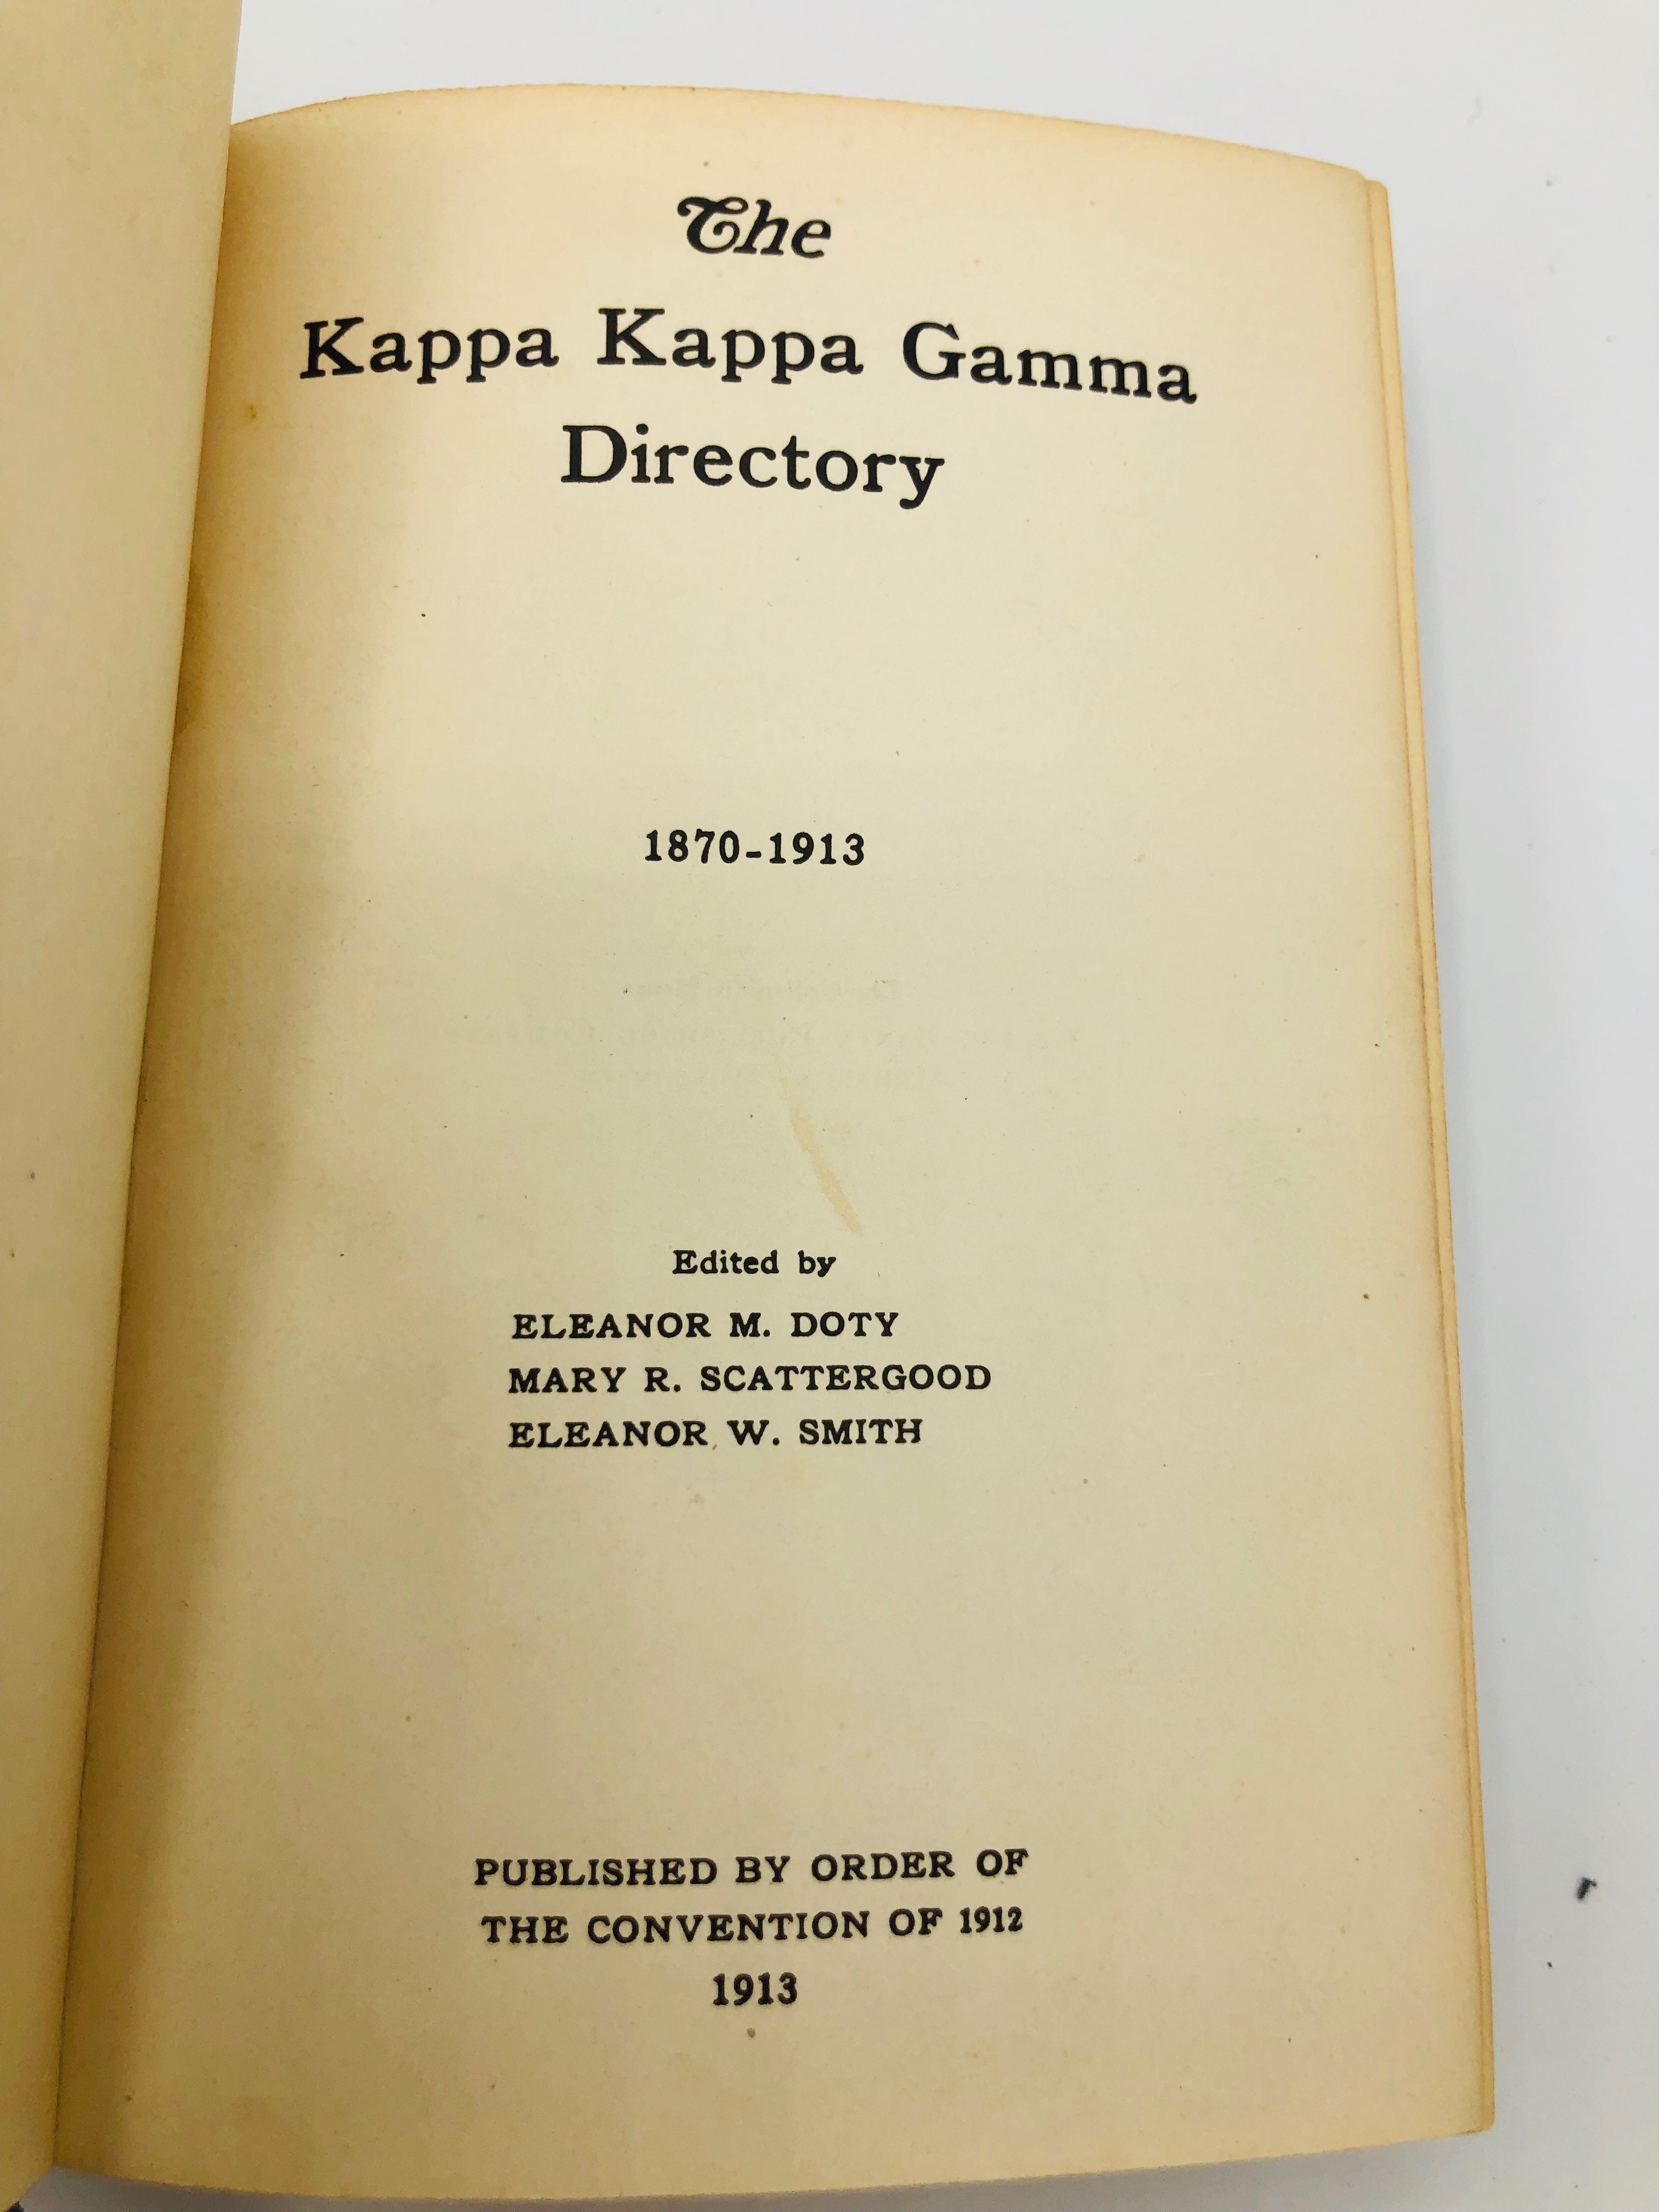 The
Kappa Kappa Gamma
Directory
1870-1913
Edited by
ELEANOR M. DOTY
MARY R. SCATTERGOOD
ELEANOR W. SMITH
PUBLISHED BY ORDER OF
THE CONVENTION OF 1912
1913